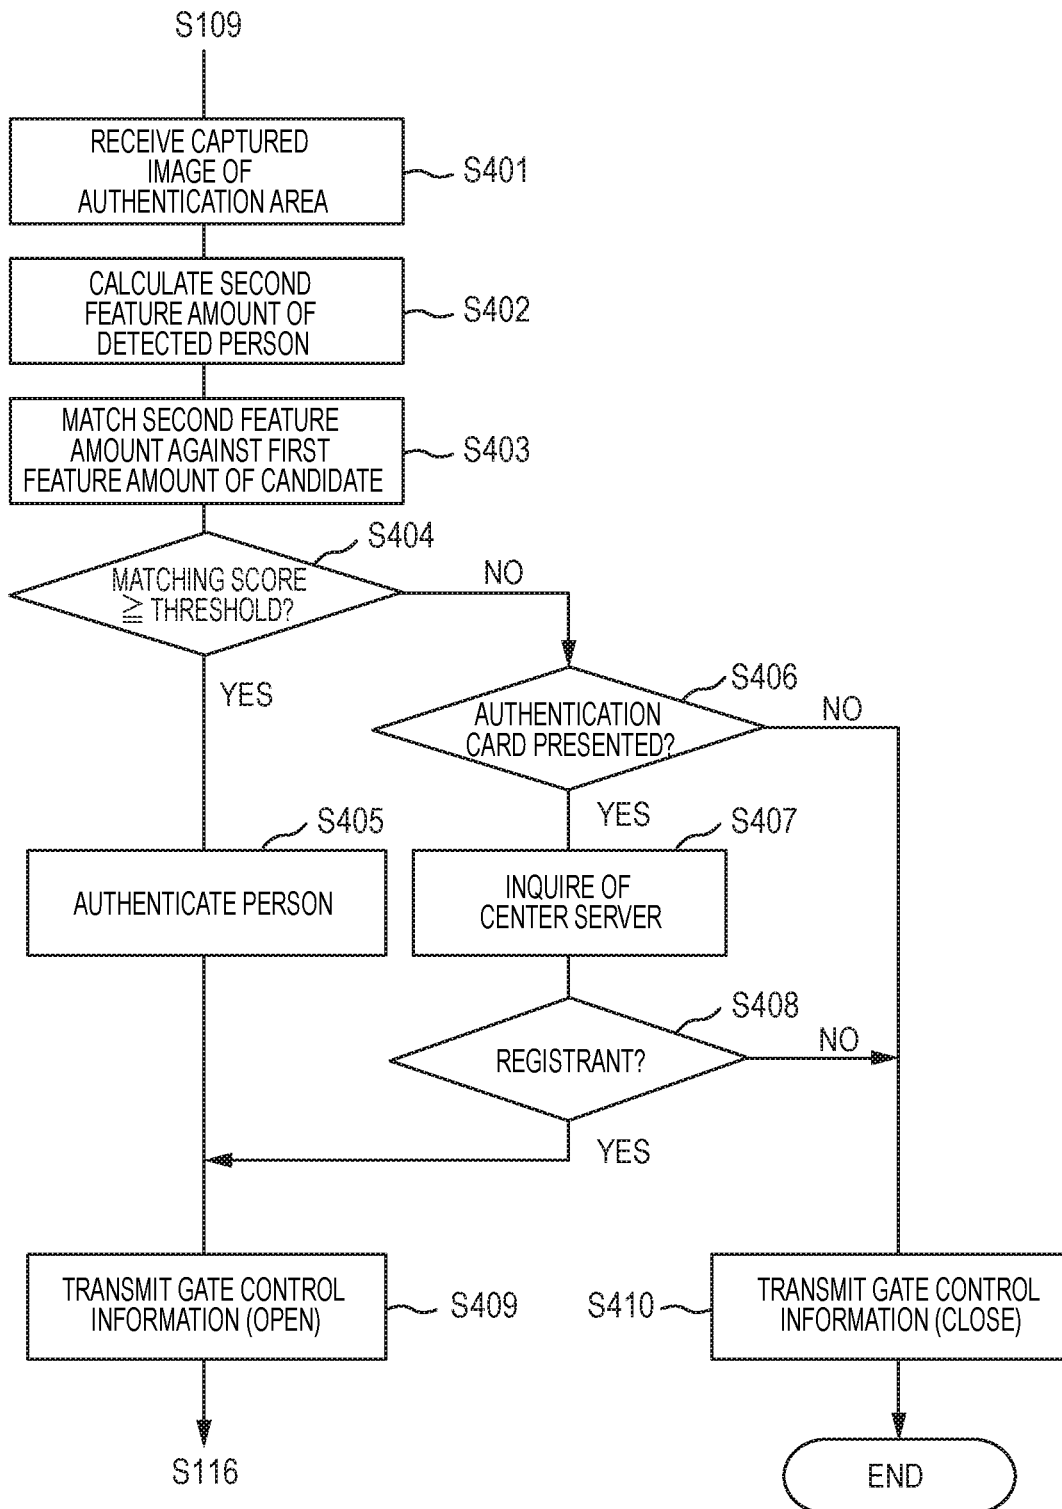 S109
RECEIVE CAPTURED
IMAGE OF
AUTHENTICATION AREA
S401
CALCULATE SECOND
FEATURE AMOUNT OF
DETECTED PERSON
S402
MATCH SECOND FEATURE
AMOUNT AGAINST FIRST
FEATURE AMOUNT OF CANDIDATE
S403
S404
MATCHING SCORE
≧ THRESHOLD?
NO
YES
S406
AUTHENTICATION
CARD PRESENTED?
NO
YES
S405
AUTHENTICATE PERSON
S407
INQUIRE OF
CENTER SERVER
S408
REGISTRANT?
NO
YES
TRANSMIT GATE CONTROL
INFORMATION (OPEN)
S409
S410
TRANSMIT GATE CONTROL
INFORMATION (CLOSE)
S116
END